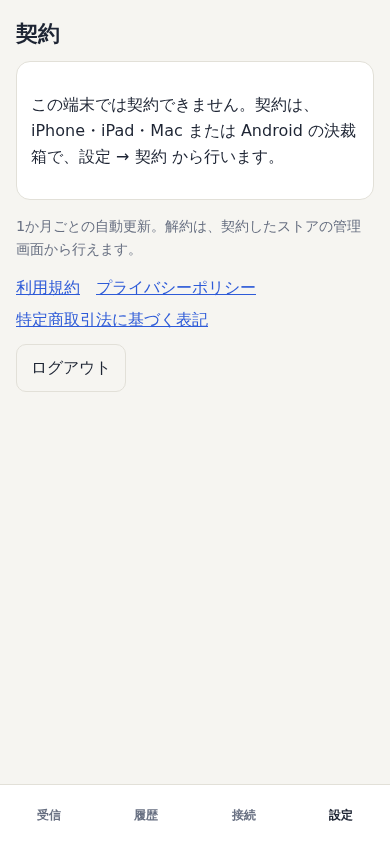 契約
この端末では契約できません。契約は、
iPhone・iPad・Mac または Android の決裁
箱で、設定 → 契約 から行います。
1か月ごとの自動更新。解約は、契約したストアの管理
画面から行えます。
利用規約 プライバシーポリシー
特定商取引法に基づく表記
ログアウト
受信 履歴 接続 設定